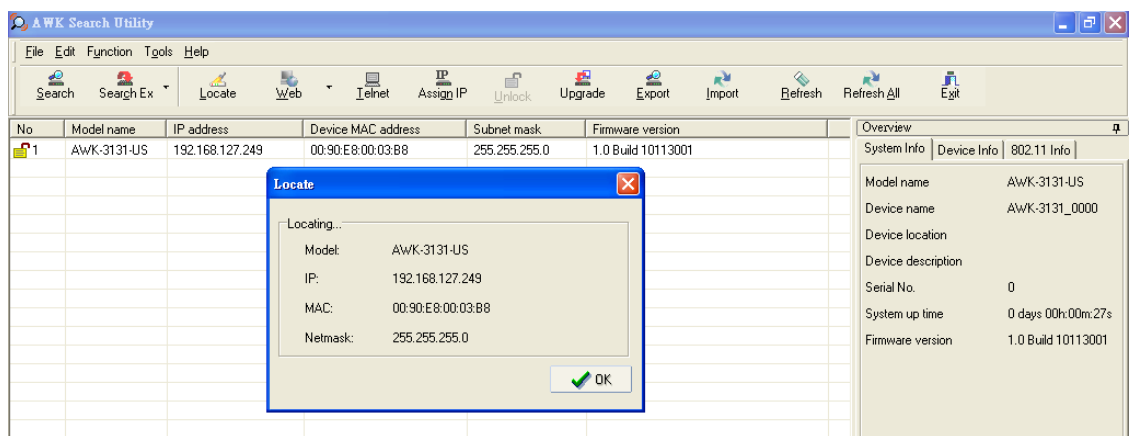 AWK Search Utility
File Edit Function Tools Help
Search Search Ex Locate Web Telnet Assign IP Unlock Upgrade Export Import Refresh Refresh All Exit
No Model name IP address Device MAC address Subnet mask Firmware version
1 AWK-3131-US 192.168.127.249 00:90:E8:00:03:B8 255.255.255.0 1.0 Build 10113001
Locate
Locating...
Model: AWK-3131-US
IP: 192.168.127.249
MAC: 00:90:E8:00:03:B8
Netmask: 255.255.255.0
OK
Overview
System Info Device Info 802.11 Info
Model name AWK-3131-US
Device name AWK-3131_0000
Device location
Device description
Serial No. 0
System up time 0 days 00h:00m:27s
Firmware version 1.0 Build 10113001